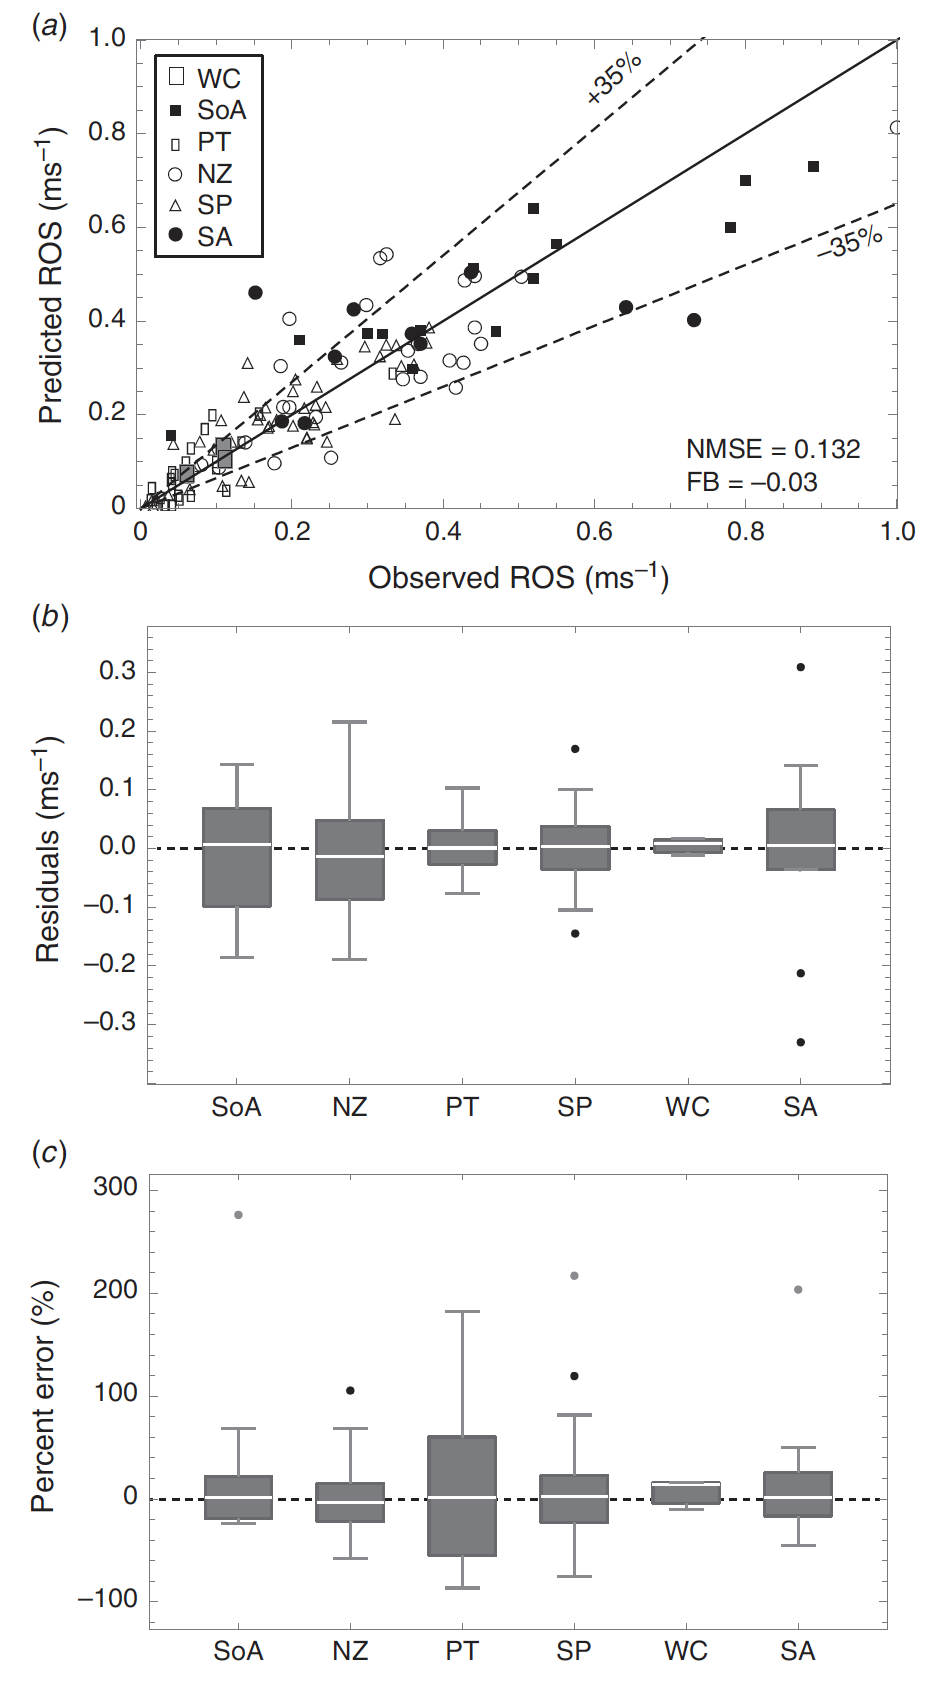 (a)
1.0
0.8
0.6
0.4
0.2
0
Predicted ROS (ms−1)
WC
SoA
PT
NZ
SP
SA
+35%
−35%
NMSE = 0.132
FB = −0.03
0 0.2 0.4 0.6 0.8 1.0
Observed ROS (ms−1)
(b)
0.3
0.2
0.1
0.0
−0.1
−0.2
−0.3
Residuals (ms−1)
SoA NZ PT SP WC SA
(c)
300
200
100
0
−100
Percent error (%)
SoA NZ PT SP WC SA